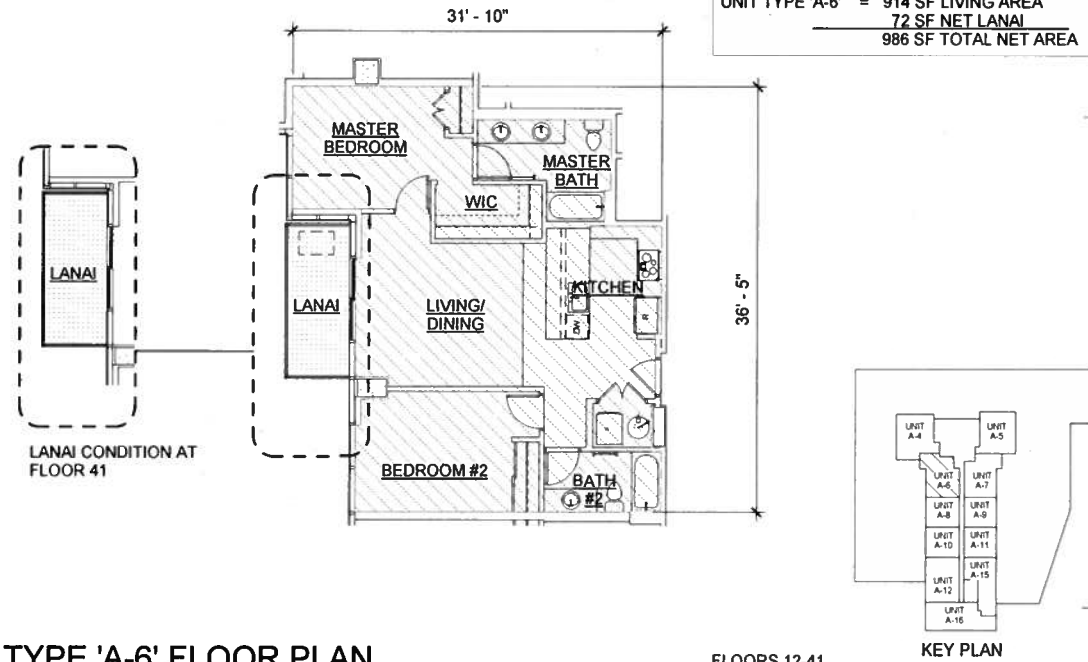 31' - 10"
UNIT TYPE 'A-6' = 914 SF LIVING AREA
72 SF NET LANAI
986 SF TOTAL NET AREA
MASTER
BEDROOM
MASTER
BATH
WIC
LANAI
LANAI
LIVING/
DINING
KITCHEN
DW
R
36' - 5"
LANAI CONDITION AT
FLOOR 41
BEDROOM #2
BATH
#2
UNIT
A-4
UNIT
A-5
UNIT
A-6
UNIT
A-7
UNIT
A-8
UNIT
A-9
UNIT
A-10
UNIT
A-11
UNIT
A-12
UNIT
A-15
UNIT
A-16
KEY PLAN
TYPE 'A-6' FLOOR PLAN
FLOORS 12-41